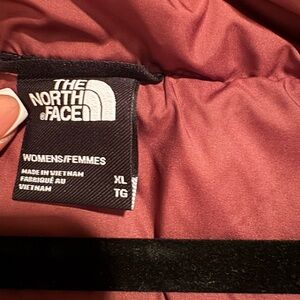 THE
NORTH
FACE
WOMENS/FEMMES
MADE IN VIETNAM
FABRIQUÉ AU
VIETNAM
XL
TG